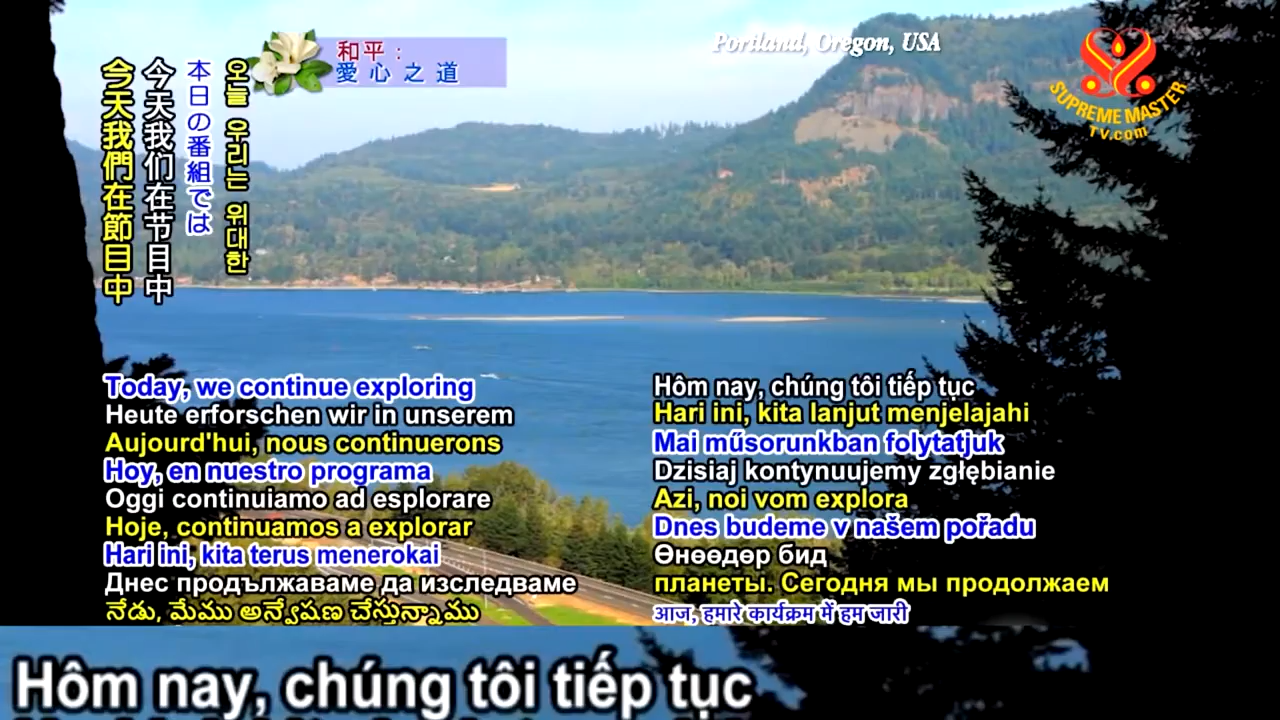 Portland, Oregon, USA
和平:
愛心之道
SUPREME MASTER
TV.com
今天我們在節目中
今天我们在节目中
本日の番組では
오늘 우리는 위대한
Today, we continue exploring
Heute erforschen wir in unserem
Aujourd'hui, nous continuerons
Hoy, en nuestro programa
Oggi continuiamo ad esplorare
Hoje, continuamos a explorar
Hari ini, kita terus menerokai
Днес продължаваме да изследваме
నేడు, మేము అన్వేషణ చేస్తున్నాము
Hôm nay, chúng tôi tiếp tục
Hari ini, kita lanjut menjelajahi
Mai műsorunkban folytatjuk
Dzisiaj kontynuujemy zgłębianie
Azi, noi vom explora
Dnes budeme v našem pořadu
Өнөөдөр бид
планеты. Сегодня мы продолжаем
आज, हमारे कार्यक्रम में हम जारी
Hôm nay, chúng tôi tiếp tục